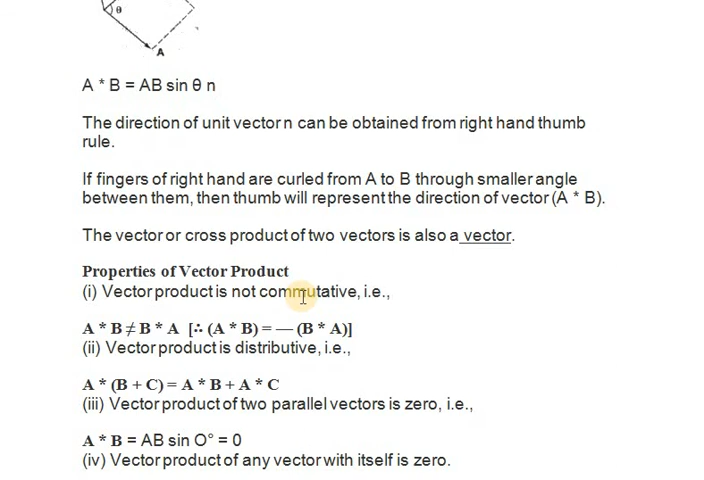 θ
A
A * B = AB sin θ n
The direction of unit vector n can be obtained from right hand thumb
rule.
If fingers of right hand are curled from A to B through smaller angle
between them, then thumb will represent the direction of vector (A * B).
The vector or cross product of two vectors is also a vector.
Properties of Vector Product
(i) Vector product is not commutative, i.e.,
A * B ≠ B * A [∴ (A * B) = — (B * A)]
(ii) Vector product is distributive, i.e.,
A * (B + C) = A * B + A * C
(iii) Vector product of two parallel vectors is zero, i.e.,
A * B = AB sin O° = 0
(iv) Vector product of any vector with itself is zero.